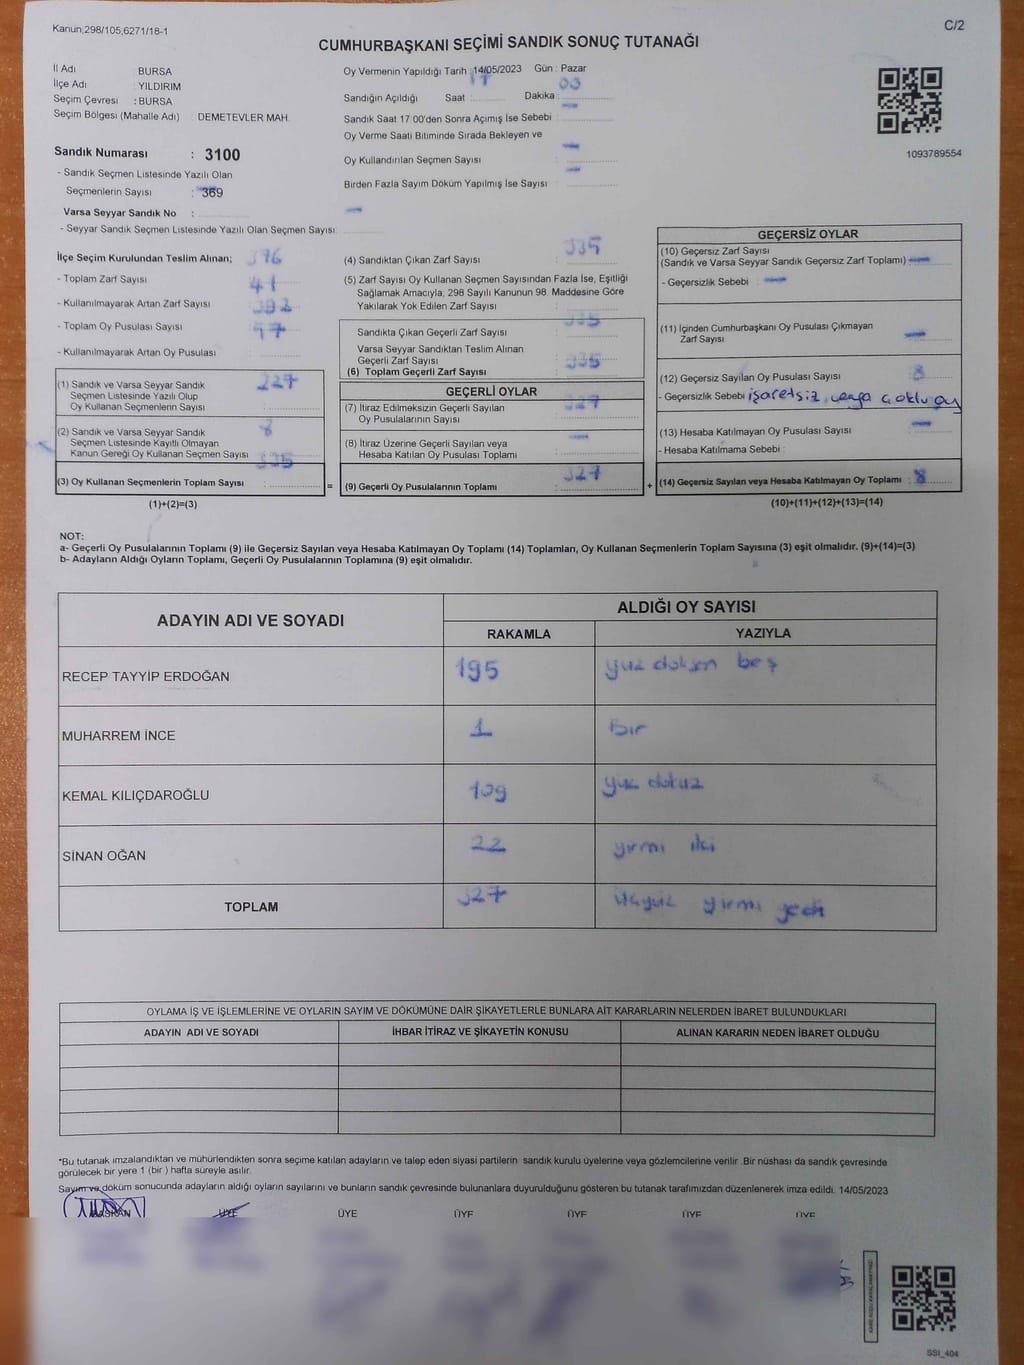 Kanun;298/105;6271/18-1
C/2
CUMHURBAŞKANI SEÇİMİ SANDIK SONUÇ TUTANAĞI
İl Adı BURSA
İlçe Adı : YILDIRIM
Seçim Çevresi : BURSA
Seçim Bölgesi (Mahalle Adı) DEMETEVLER MAH.
Sandık Numarası : 3100
- Sandık Seçmen Listesinde Yazılı Olan
Seçmenlerin Sayısı : 369
Varsa Seyyar Sandık No :
- Seyyar Sandık Seçmen Listesinde Yazılı Olan Seçmen Sayısı:
Oy Vermenin Yapıldığı Tarih : 14/05/2023 Gün : Pazar
Sandığın Açıldığı Saat : 17 Dakika : 00
Sandık Saat 17 00'den Sonra Açımış İse Sebebi : —
Oy Verme Saati Bitiminde Sırada Bekleyen ve
Oy Kullandırılan Seçmen Sayısı : —
Birden Fazla Sayım Döküm Yapılmış İse Sayısı : —
1093789554
İlçe Seçim Kurulundan Teslim Alınan; 376
- Toplam Zarf Sayısı : 41
- Kullanılmayarak Artan Zarf Sayısı :
- Toplam Oy Pusulası Sayısı :
- Kullanılmayarak Artan Oy Pusulası :
(1) Sandık ve Varsa Seyyar Sandık 227
Seçmen Listesinde Yazılı Olup
Oy Kullanan Seçmenlerin Sayısı :
(2) Sandık ve Varsa Seyyar Sandık 8
Seçmen Listesinde Kayıtlı Olmayan
Kanun Gereği Oy Kullanan Seçmen Sayısı : 335
(3) Oy Kullanan Seçmenlerin Toplam Sayısı :
(1)+(2)=(3)
=
(4) Sandıktan Çıkan Zarf Sayısı : 335
(5) Zarf Sayısı Oy Kullanan Seçmen Sayısından Fazla İse, Eşitliği
Sağlamak Amacıyla; 298 Sayılı Kanunun 98. Maddesine Göre
Yakılarak Yok Edilen Zarf Sayısı :
Sandıkta Çıkan Geçerli Zarf Sayısı : 335
Varsa Seyyar Sandıktan Teslim Alınan
Geçerli Zarf Sayısı : 335
(6) Toplam Geçerli Zarf Sayısı :
GEÇERLİ OYLAR
(7) İtiraz Edilmeksizin Geçerli Sayılan 327
Oy Pusulalarının Sayısı :
(8) İtiraz Üzerine Geçerli Sayılan veya —
Hesaba Katılan Oy Pusulası Toplamı :
(9) Geçerli Oy Pusulalarının Toplamı : 327
+
GEÇERSİZ OYLAR
(10) Geçersiz Zarf Sayısı
(Sandık ve Varsa Seyyar Sandık Geçersiz Zarf Toplamı) : —
- Geçersizlik Sebebi : —
(11) İçinden Cumhurbaşkanı Oy Pusulası Çıkmayan
Zarf Sayısı : —
(12) Geçersiz Sayılan Oy Pusulası Sayısı : 8
- Geçersizlik Sebebi : işaretsiz, veya çoklu oy
(13) Hesaba Katılmayan Oy Pusulası Sayısı : —
- Hesaba Katılmama Sebebi :
(14) Geçersiz Sayılan veya Hesaba Katılmayan Oy Toplamı : 8
(10)+(11)+(12)+(13)=(14)
NOT:
a- Geçerli Oy Pusulalarının Toplamı (9) ile Geçersiz Sayılan veya Hesaba Katılmayan Oy Toplamı (14) Toplamları, Oy Kullanan Seçmenlerin Toplam Sayısına (3) eşit olmalıdır. (9)+(14)=(3)
b- Adayların Aldığı Oyların Toplamı, Geçerli Oy Pusulalarının Toplamına (9) eşit olmalıdır.
ADAYIN ADI VE SOYADI
ALDIĞI OY SAYISI
RAKAMLA YAZIYLA
RECEP TAYYİP ERDOĞAN 195 yüz doksan beş
MUHARREM İNCE 1 Bir
KEMAL KILIÇDAROĞLU 109 yüz dokuz
SİNAN OĞAN 22 yirmi iki
TOPLAM 327 üçyüz yirmi yedi
OYLAMA İŞ VE İŞLEMLERİNE VE OYLARIN SAYIM VE DÖKÜMÜNE DAİR ŞİKAYETLERLE BUNLARA AİT KARARLARIN NELERDEN İBARET BULUNDUKLARI
ADAYIN ADI VE SOYADI İHBAR İTİRAZ VE ŞİKAYETİN KONUSU ALINAN KARARIN NEDEN İBARET OLDUĞU
*Bu tutanak imzalandıktan ve mühürlendikten sonra seçime katılan adayların ve talep eden siyasi partilerin sandık kurulu üyelerine veya gözlemcilerine verilir. Bir nüshası da sandık çevresinde
görülecek bir yere 1 (bir ) hafta süreyle asılır.
Sayım ve döküm sonucunda adayların aldığı oyların sayılarını ve bunların sandık çevresinde bulunanlara duyurulduğunu gösteren bu tutanak tarafımızdan düzenlenerek imza edildi. 14/05/2023
BAŞKAN ÜYE ÜYE ÜYE ÜYE ÜYE ÜYE
SSI_404